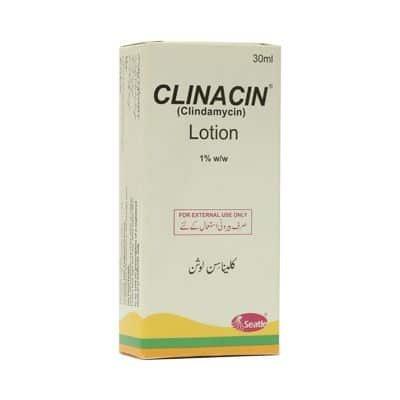 30ml
CLINACIN®
(Clindamycin)
Lotion
1% w/w
FOR EXTERNAL USE ONLY
صرف بیرونی استعمال کے لئے
کلیناسن لوشن
Seatle